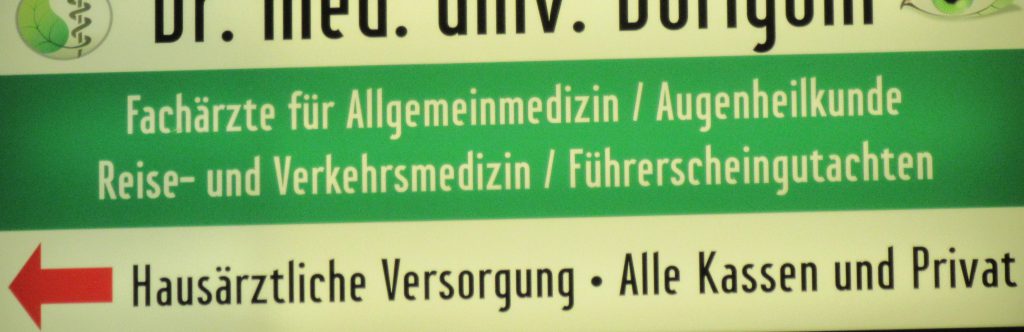 Dr. med. univ.
Fachärzte für Allgemeinmedizin / Augenheilkunde
Reise- und Verkehrsmedizin / Führerscheingutachten
Hausärztliche Versorgung • Alle Kassen und Privat